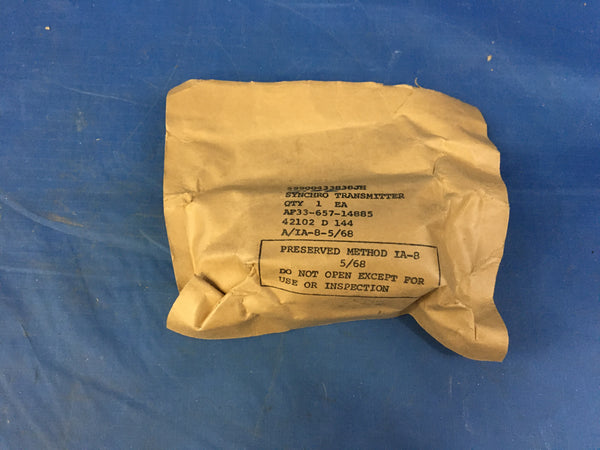 SYNCHRO TRANSMITTER
QTY 1 EA
AF33-657-14885
42102 D 144
A/IA-8-5/68
PRESERVED METHOD IA-8
5/68
DO NOT OPEN EXCEPT FOR
USE OR INSPECTION